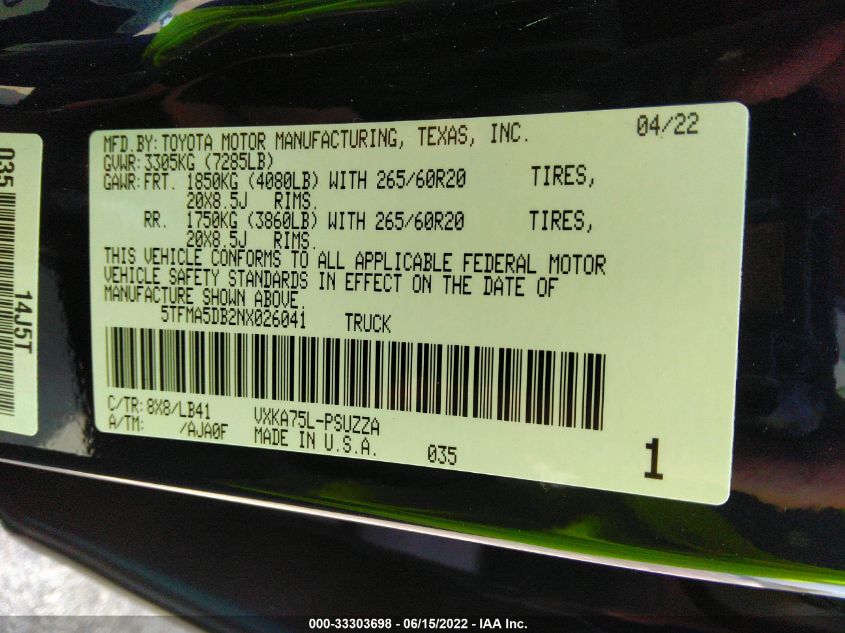 MFD.BY: TOYOTA MOTOR MANUFACTURING, TEXAS, INC. 04/22
GVWR: 3305KG (7285LB)
GAWR: FRT. 1850KG (4080LB) WITH 265/60R20 TIRES,
20X8.5J RIMS.
RR. 1750KG (3860LB) WITH 265/60R20 TIRES,
20X8.5J RIMS.
THIS VEHICLE CONFORMS TO ALL APPLICABLE FEDERAL MOTOR
VEHICLE SAFETY STANDARDS IN EFFECT ON THE DATE OF
MANUFACTURE SHOWN ABOVE.
5TFMA5DB2NX026041 TRUCK
C/TR: 8X8/LB41 VXKA75L-PSUZZA
A/TM: /AJA0F MADE IN U.S.A. 035 1
035 14J5T
000-33303698 - 06/15/2022 - IAA Inc.